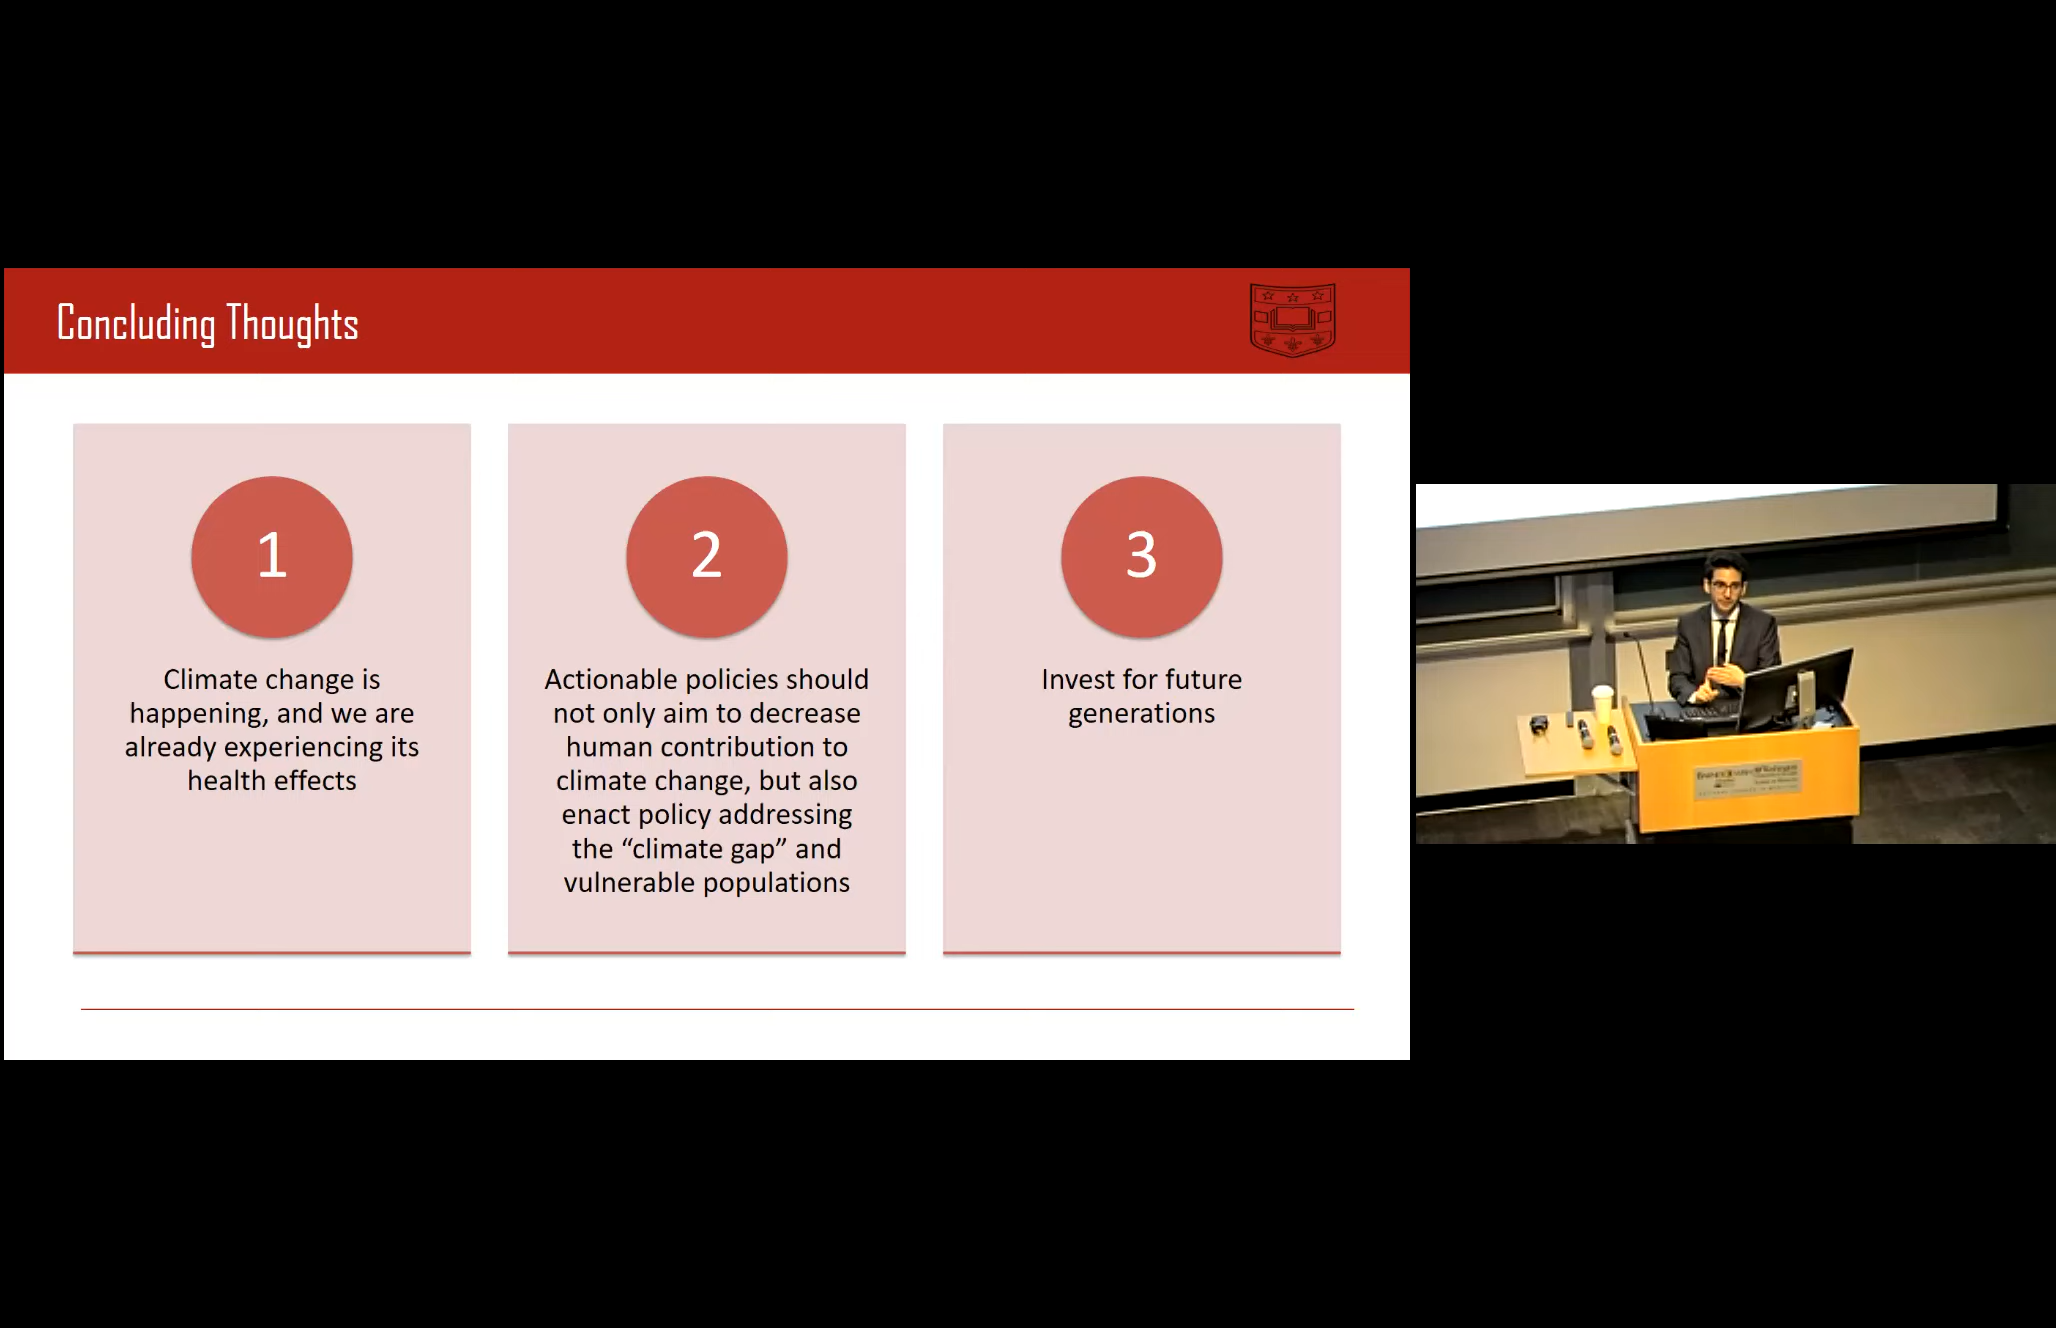 Concluding Thoughts
1
Climate change is
happening, and we are
already experiencing its
health effects
2
Actionable policies should
not only aim to decrease
human contribution to
climate change, but also
enact policy addressing
the “climate gap” and
vulnerable populations
3
Invest for future
generations